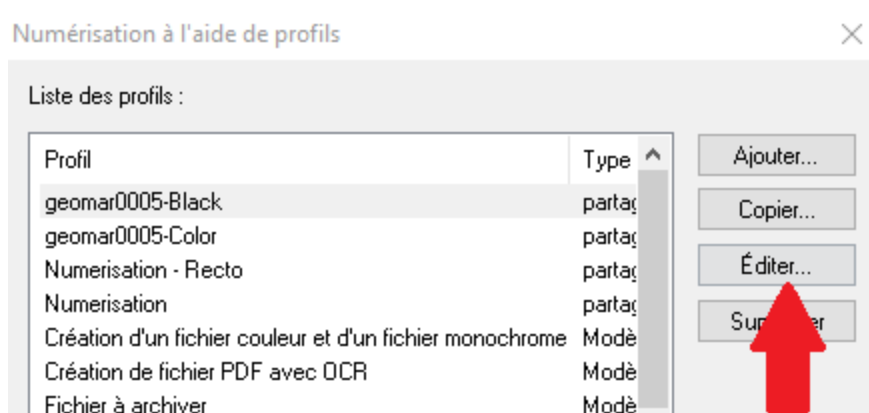 Numérisation à l'aide de profils
Liste des profils :
Profil Type
geomar0005-Black partag
geomar0005-Color partag
Numerisation - Recto partag
Numerisation partag
Création d'un fichier couleur et d'un fichier monochrome Modè
Création de fichier PDF avec OCR Modè
Fichier à archiver Modè
Ajouter...
Copier...
Éditer...